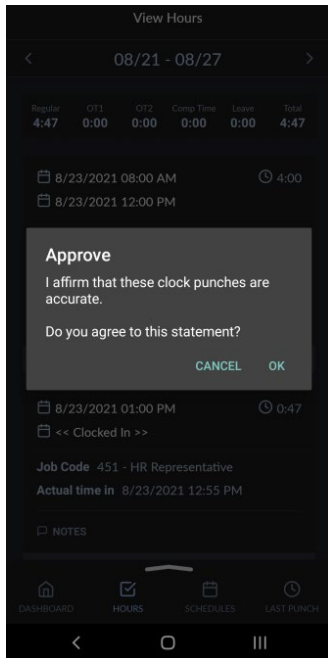 View Hours
08/21 - 08/27
Regular OT1 OT2 Comp Time Leave Total
4:47 0:00 0:00 0:00 0:00 4:47
8/23/2021 08:00 AM 4:00
8/23/2021 12:00 PM
Approve
I affirm that these clock punches are
accurate.
Do you agree to this statement?
CANCEL OK
8/23/2021 01:00 PM 0:47
<< Clocked In >>
Job Code 451 - HR Representative
Actual time in 8/23/2021 12:55 PM
NOTES
DASHBOARD HOURS SCHEDULES LAST PUNCH